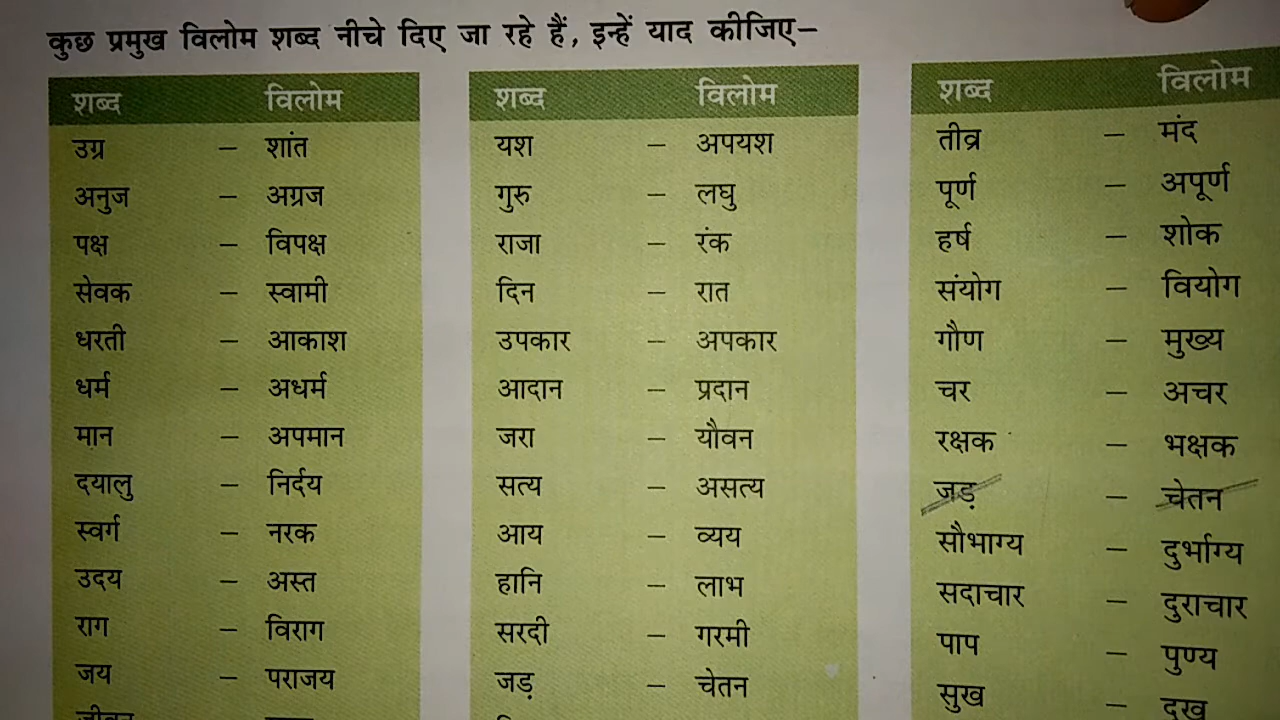 कुछ प्रमुख विलोम शब्द नीचे दिए जा रहे हैं, इन्हें याद कीजिए–
शब्द विलोम
उग्र – शांत
अनुज – अग्रज
पक्ष – विपक्ष
सेवक – स्वामी
धरती – आकाश
धर्म – अधर्म
मान – अपमान
दयालु – निर्दय
स्वर्ग – नरक
उदय – अस्त
राग – विराग
जय – पराजय
शब्द विलोम
यश – अपयश
गुरु – लघु
राजा – रंक
दिन – रात
उपकार – अपकार
आदान – प्रदान
जरा – यौवन
सत्य – असत्य
आय – व्यय
हानि – लाभ
सरदी – गरमी
जड़ – चेतन
शब्द विलोम
तीव्र – मंद
पूर्ण – अपूर्ण
हर्ष – शोक
संयोग – वियोग
गौण – मुख्य
चर – अचर
रक्षक – भक्षक
जड़ – चेतन
सौभाग्य – दुर्भाग्य
सदाचार – दुराचार
पाप – पुण्य
सुख –